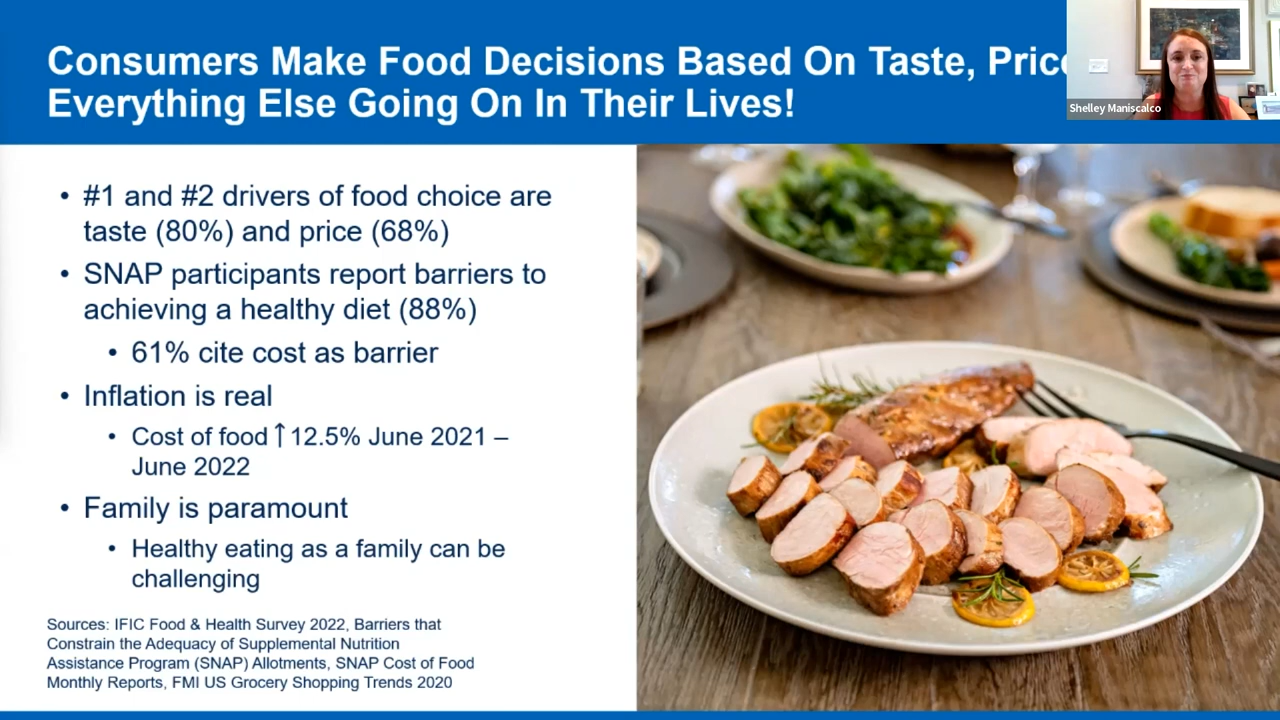 Consumers Make Food Decisions Based On Taste, Price
Everything Else Going On In Their Lives!
Shelley Maniscalco
• #1 and #2 drivers of food choice are
taste (80%) and price (68%)
• SNAP participants report barriers to
achieving a healthy diet (88%)
• 61% cite cost as barrier
• Inflation is real
• Cost of food ↑ 12.5% June 2021 –
June 2022
• Family is paramount
• Healthy eating as a family can be
challenging
Sources: IFIC Food & Health Survey 2022, Barriers that
Constrain the Adequacy of Supplemental Nutrition
Assistance Program (SNAP) Allotments, SNAP Cost of Food
Monthly Reports, FMI US Grocery Shopping Trends 2020